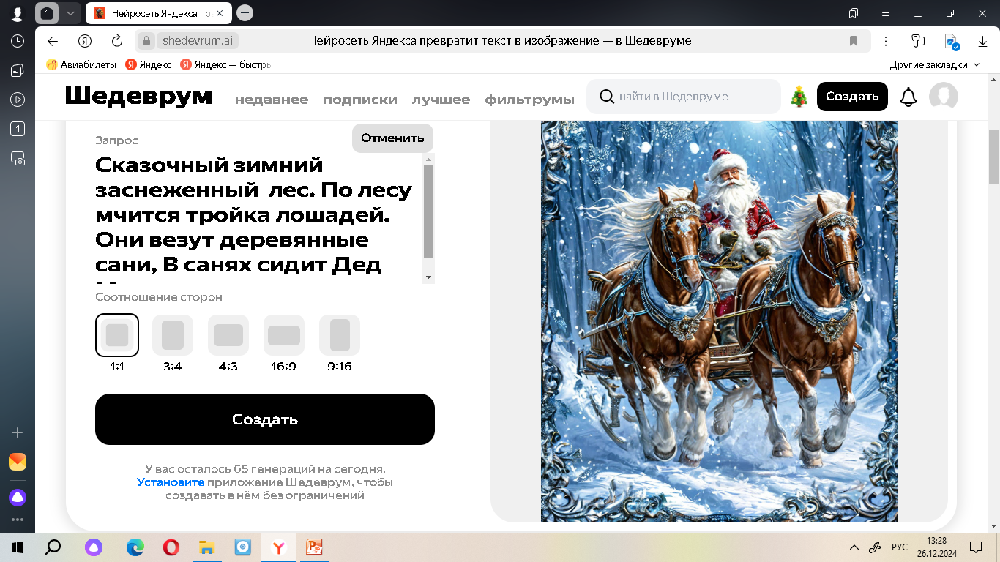 1
Нейросеть Яндекса пр
shedevrum.ai
Нейросеть Яндекса превратит текст в изображение — в Шедевруме
Авиабилеты
Яндекс
Яндекс — быстры
Другие закладки
1
Шедеврум
недавнее
подписки
лучшее
фильтрумы
найти в Шедевруме
Создать
Запрос
Отменить
Сказочный зимний
заснеженный лес. По лесу
мчится тройка лошадей.
Они везут деревянные
сани, В санях сидит Дед
Соотношение сторон
1:1
3:4
4:3
16:9
9:16
Создать
У вас осталось 65 генераций на сегодня.
Установите приложение Шедеврум, чтобы
создавать в нём без ограничений
РУС
13:28
26.12.2024